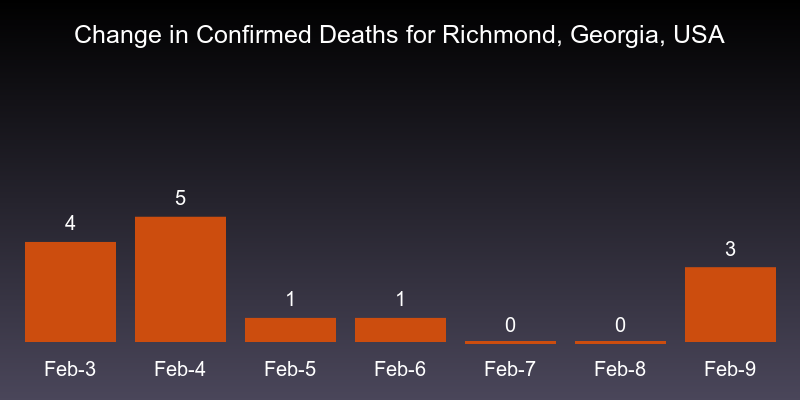 Change in Confirmed Deaths for Richmond, Georgia, USA
4 5 1 1 0 0 3
Feb-3 Feb-4 Feb-5 Feb-6 Feb-7 Feb-8 Feb-9